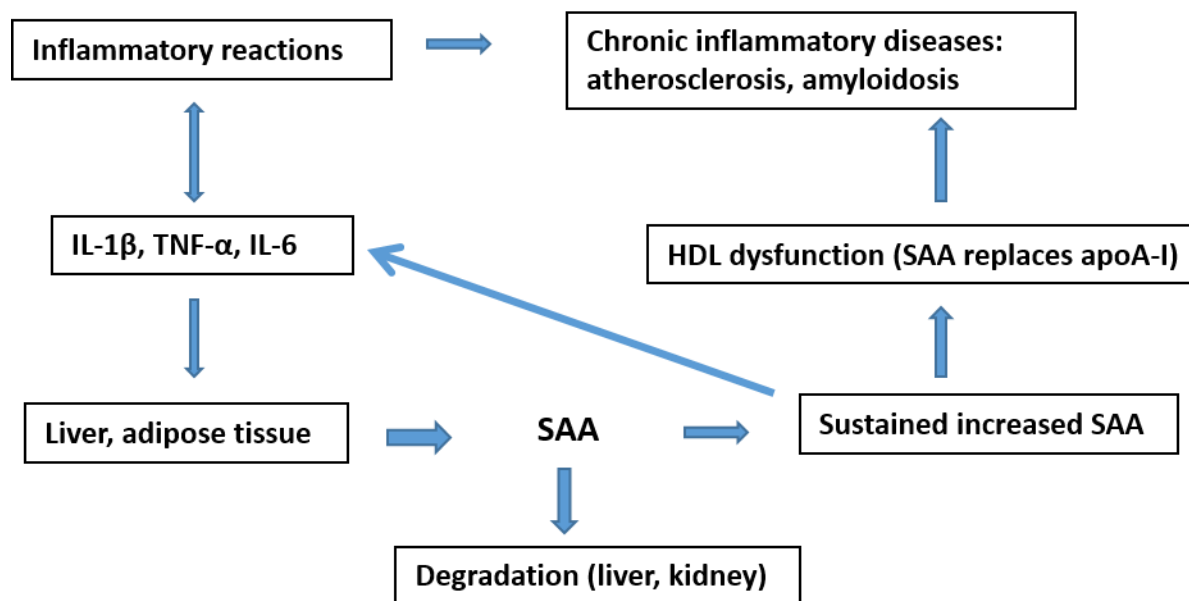 Inflammatory reactions
Chronic inflammatory diseases:
atherosclerosis, amyloidosis
IL-1β, TNF-α, IL-6
HDL dysfunction (SAA replaces apoA-I)
Liver, adipose tissue
SAA
Sustained increased SAA
Degradation (liver, kidney)